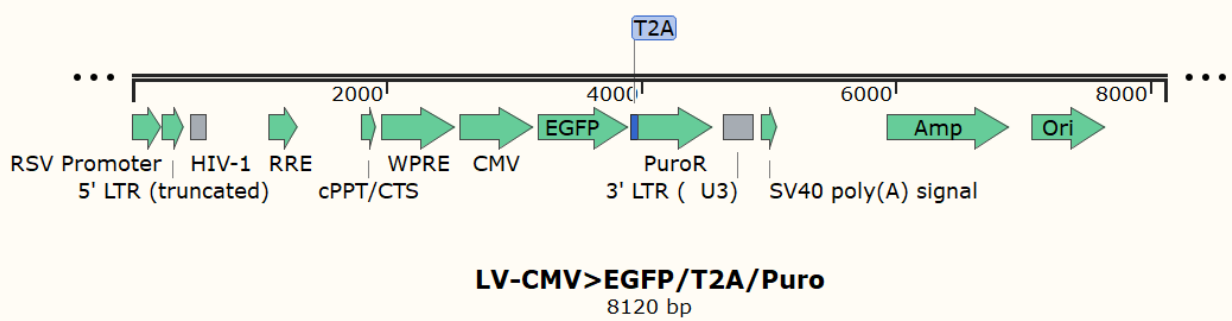 T2A
2000 4000 6000 8000
EGFP Amp Ori
RSV Promoter HIV-1 RRE WPRE CMV PuroR
5' LTR (truncated) cPPT/CTS 3' LTR ( U3) SV40 poly(A) signal
LV-CMV>EGFP/T2A/Puro
8120 bp